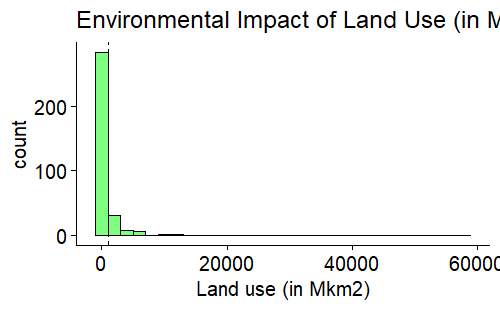 Environmental Impact of Land Use (in M
count
200
100
0
0
20000
40000
60000
Land use (in Mkm2)